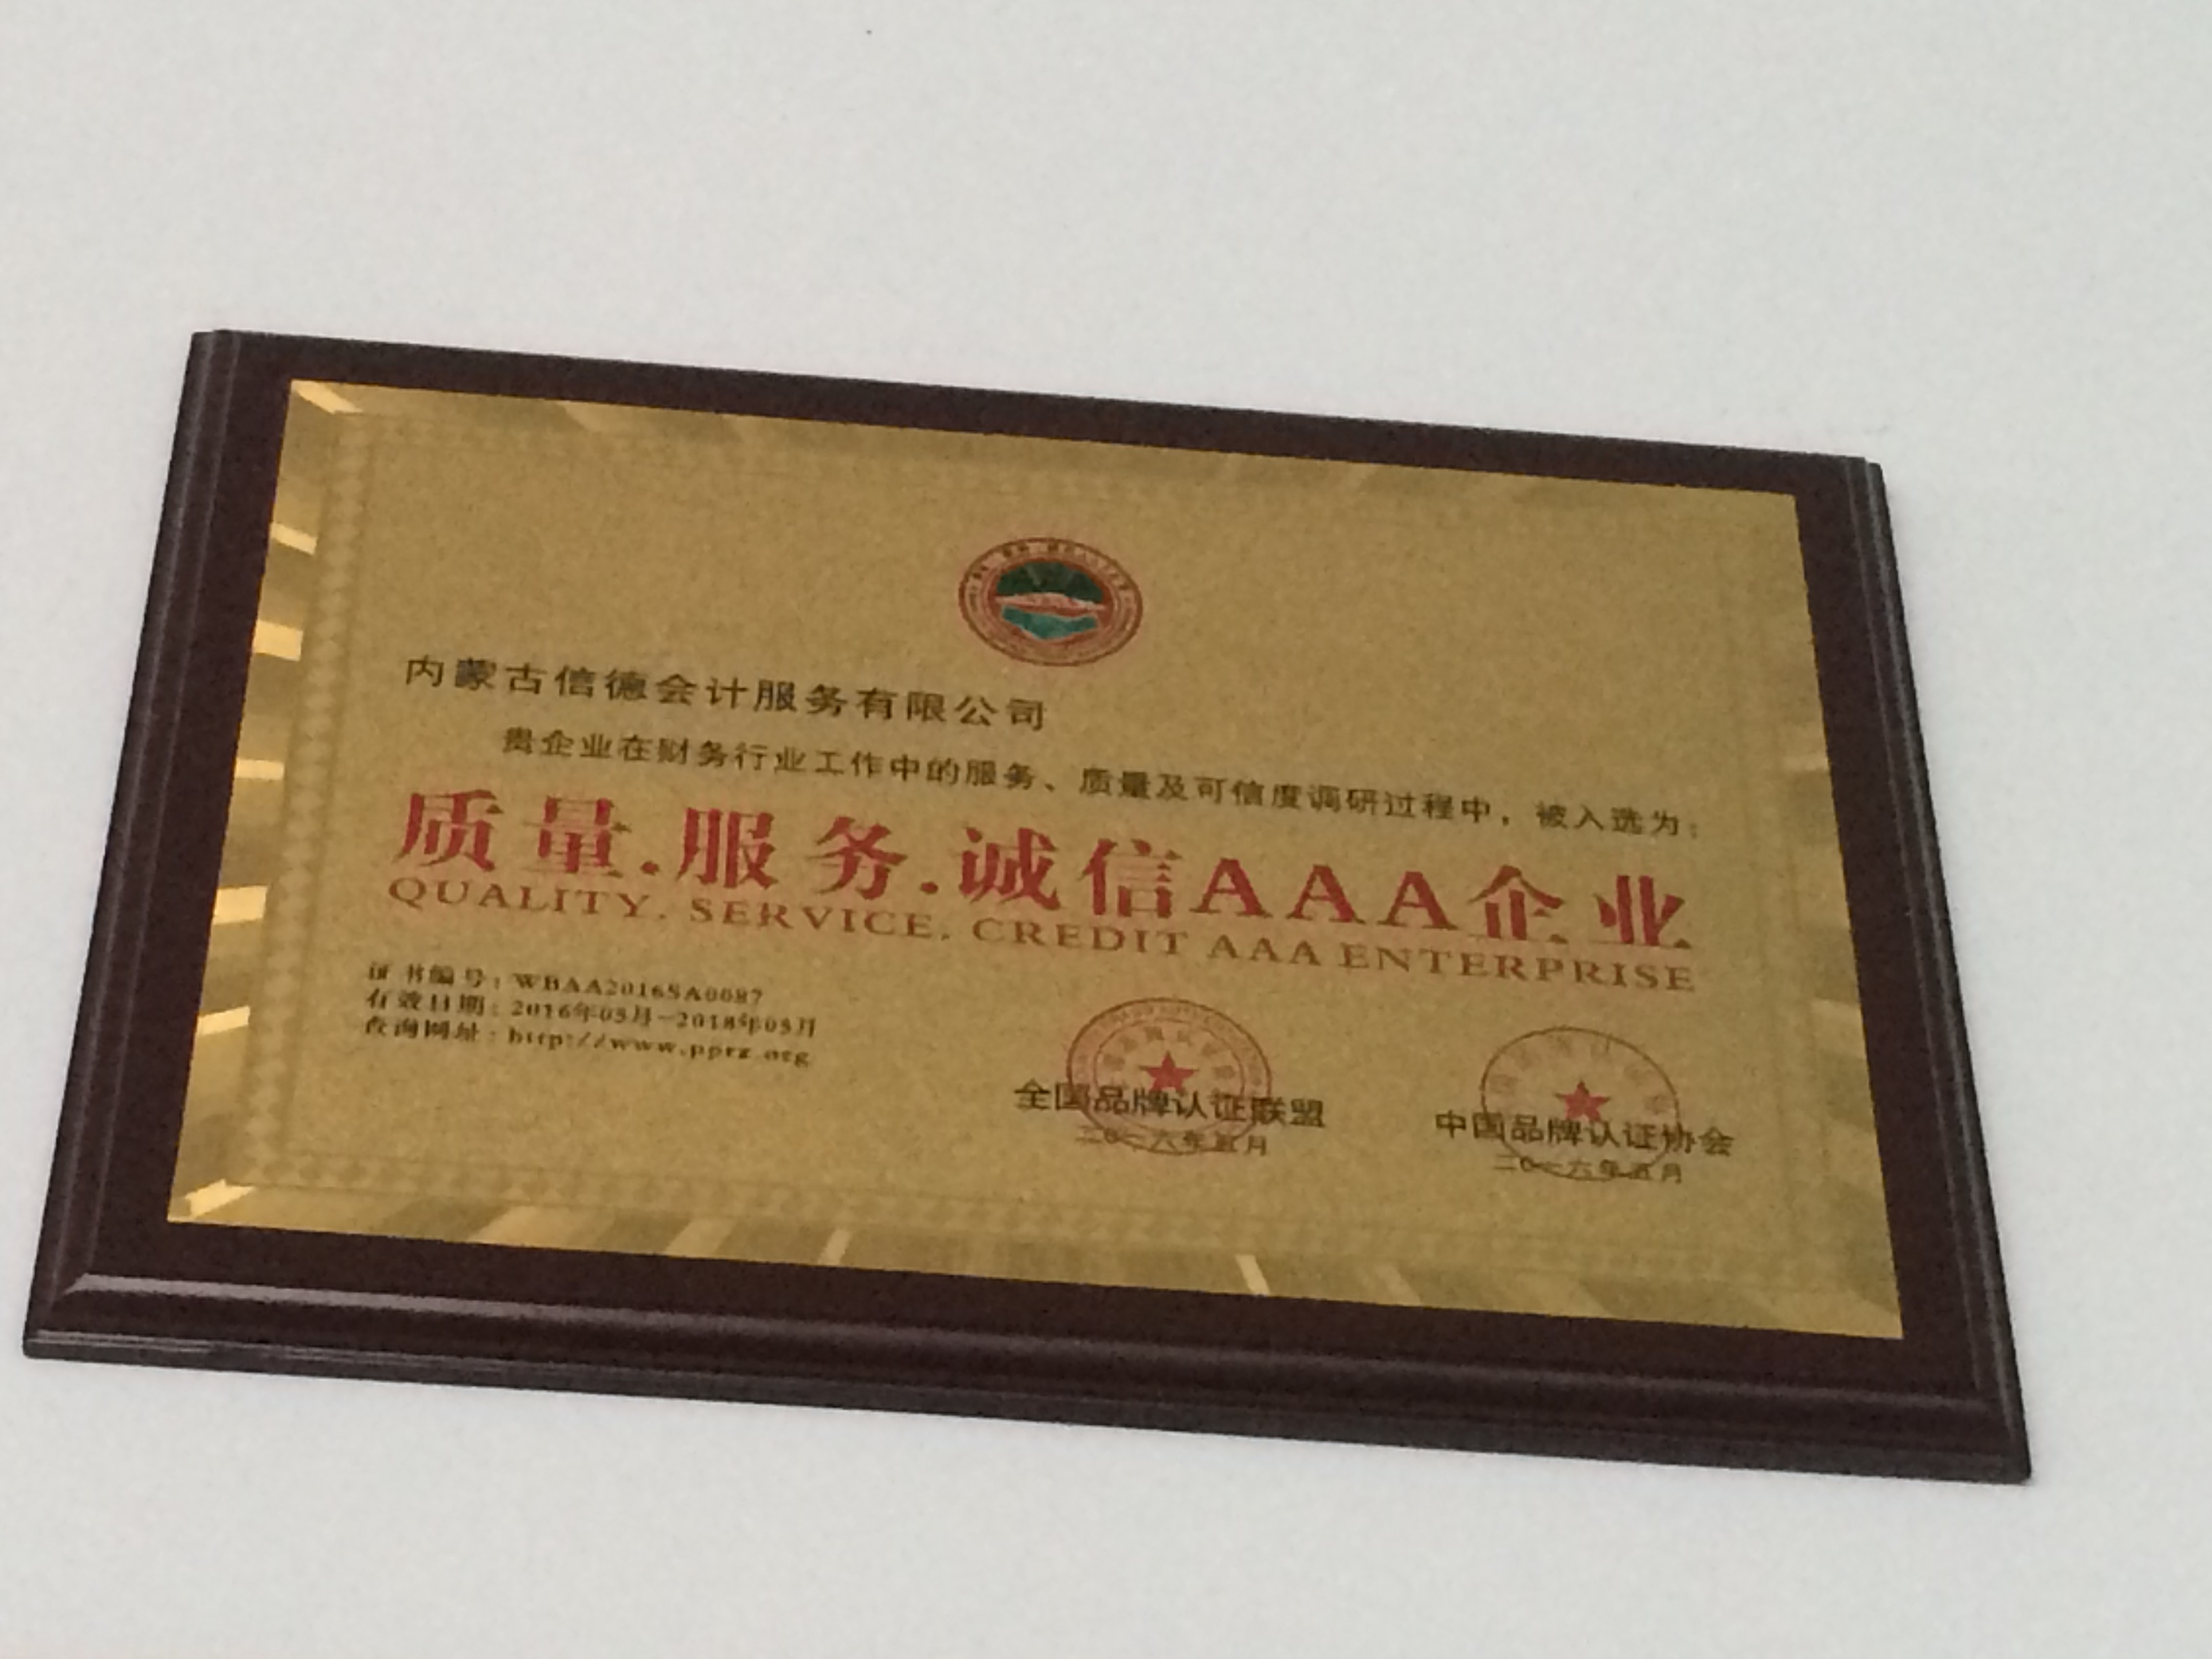 内蒙古信德会计服务有限公司
贵企业在财务行业工作中的服务、质量及可信度调研过程中，被入选为：
质量.服务.诚信AAA企业
QUALITY. SERVICE. CREDIT AAA ENTERPRISE
证书编号：WBAA2016SA0087
有效日期：2016年05月-2018年05月
查询网址：http://www.pprz.org
全国品牌认证联盟
二0一六年五月
中国品牌认证协会
二0一六年五月